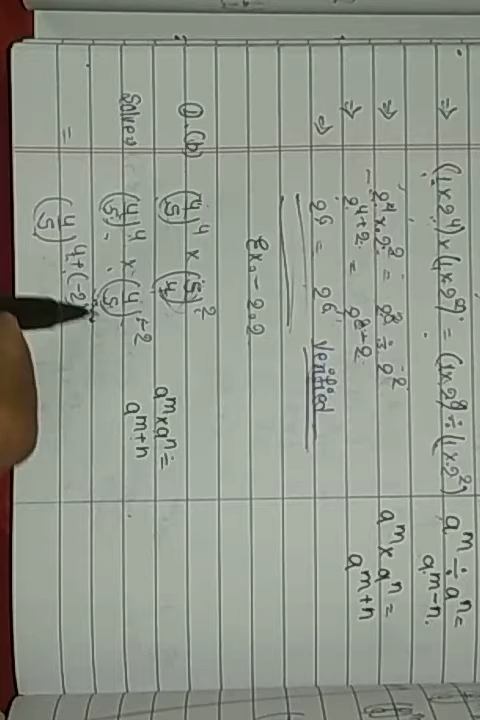 ⇒ (1×2⁴)×(1×2²) = (1×2⁸)÷(1×2²) aᵐ÷aⁿ=
aᵐ⁻ⁿ.
⇒ 2⁴×2² = 2⁸÷2² aᵐ×aⁿ=
⇒ 2⁴⁺² = 2⁸⁻² aᵐ⁺ⁿ
⇒ 2⁶ = 2⁶ verified
Ex. - 2.2
Q.(b) (4/5)⁴ × (5/4)² aᵐ×aⁿ=
Solve (4/5)⁴ × (4/5)⁻² aᵐ⁺ⁿ
= (4/5)⁴⁺⁽⁻²